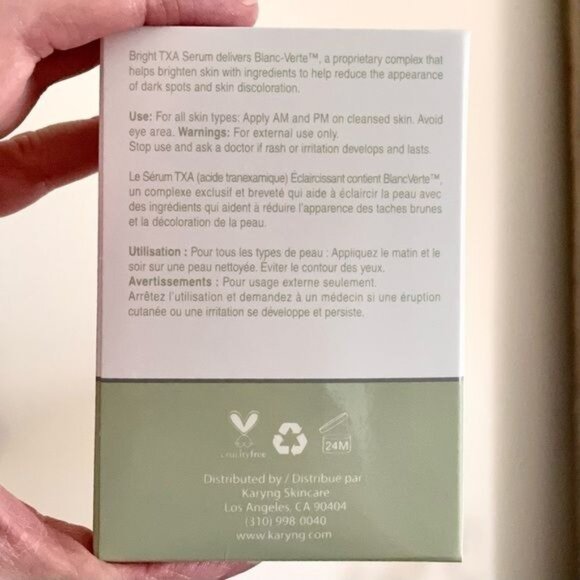 Bright TXA Serum delivers Blanc-Verte™, a proprietary complex that
helps brighten skin with ingredients to help reduce the appearance
of dark spots and skin discoloration.
Use: For all skin types: Apply AM and PM on cleansed skin. Avoid
eye area. Warnings: For external use only.
Stop use and ask a doctor if rash or irritation develops and lasts.
Le Sérum TXA (acide tranexamique) Éclaircissant contient BlancVerte™,
un complexe exclusif et breveté qui aide à éclaircir la peau avec
des ingrédients qui aident à réduire l'apparence des taches brunes
et la décoloration de la peau.
Utilisation : Pour tous les types de peau : Appliquez le matin et le
soir sur une peau nettoyée. Éviter le contour des yeux.
Avertissements : Pour usage externe seulement.
Arrêtez l'utilisation et demandez à un médecin si une éruption
cutanée ou une irritation se développe et persiste.
crueltyfree
24M
Distributed by / Distribue par
Karyng Skincare
Los Angeles, CA 90404
(310) 998 0040
www.karyng.com